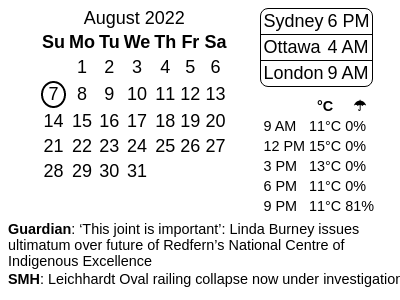 August 2022
Su Mo Tu We Th Fr Sa
1 2 3 4 5 6
7 8 9 10 11 12 13
14 15 16 17 18 19 20
21 22 23 24 25 26 27
28 29 30 31
Sydney 6 PM
Ottawa 4 AM
London 9 AM
°C ☂
9 AM 11°C 0%
12 PM 15°C 0%
3 PM 13°C 0%
6 PM 11°C 0%
9 PM 11°C 81%
Guardian: ‘This joint is important’: Linda Burney issues
ultimatum over future of Redfern’s National Centre of
Indigenous Excellence
SMH: Leichhardt Oval railing collapse now under investigation